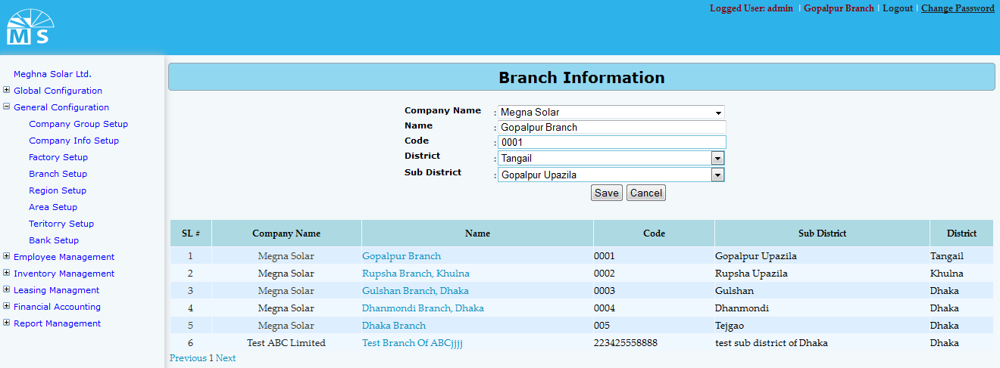 Logged User: admin | Gopalpur Branch | Logout | Change Password
MS
Meghna Solar Ltd.
Global Configuration
General Configuration
Company Group Setup
Company Info Setup
Factory Setup
Branch Setup
Region Setup
Area Setup
Teritorry Setup
Bank Setup
Employee Management
Inventory Management
Leasing Managment
Financial Accounting
Report Management
Branch Information
Company Name : Megna Solar
Name : Gopalpur Branch
Code : 0001
District : Tangail
Sub District : Gopalpur Upazila
Save Cancel
SL # Company Name Name Code Sub District District
1 Megna Solar Gopalpur Branch 0001 Gopalpur Upazila Tangail
2 Megna Solar Rupsha Branch, Khulna 0002 Rupsha Upazila Khulna
3 Megna Solar Gulshan Branch, Dhaka 0003 Gulshan Dhaka
4 Megna Solar Dhanmondi Branch, Dhaka 0004 Dhanmondi Dhaka
5 Megna Solar Dhaka Branch 005 Tejgao Dhaka
6 Test ABC Limited Test Branch Of ABCjjjj 223425558888 test sub district of Dhaka Dhaka
Previous 1 Next